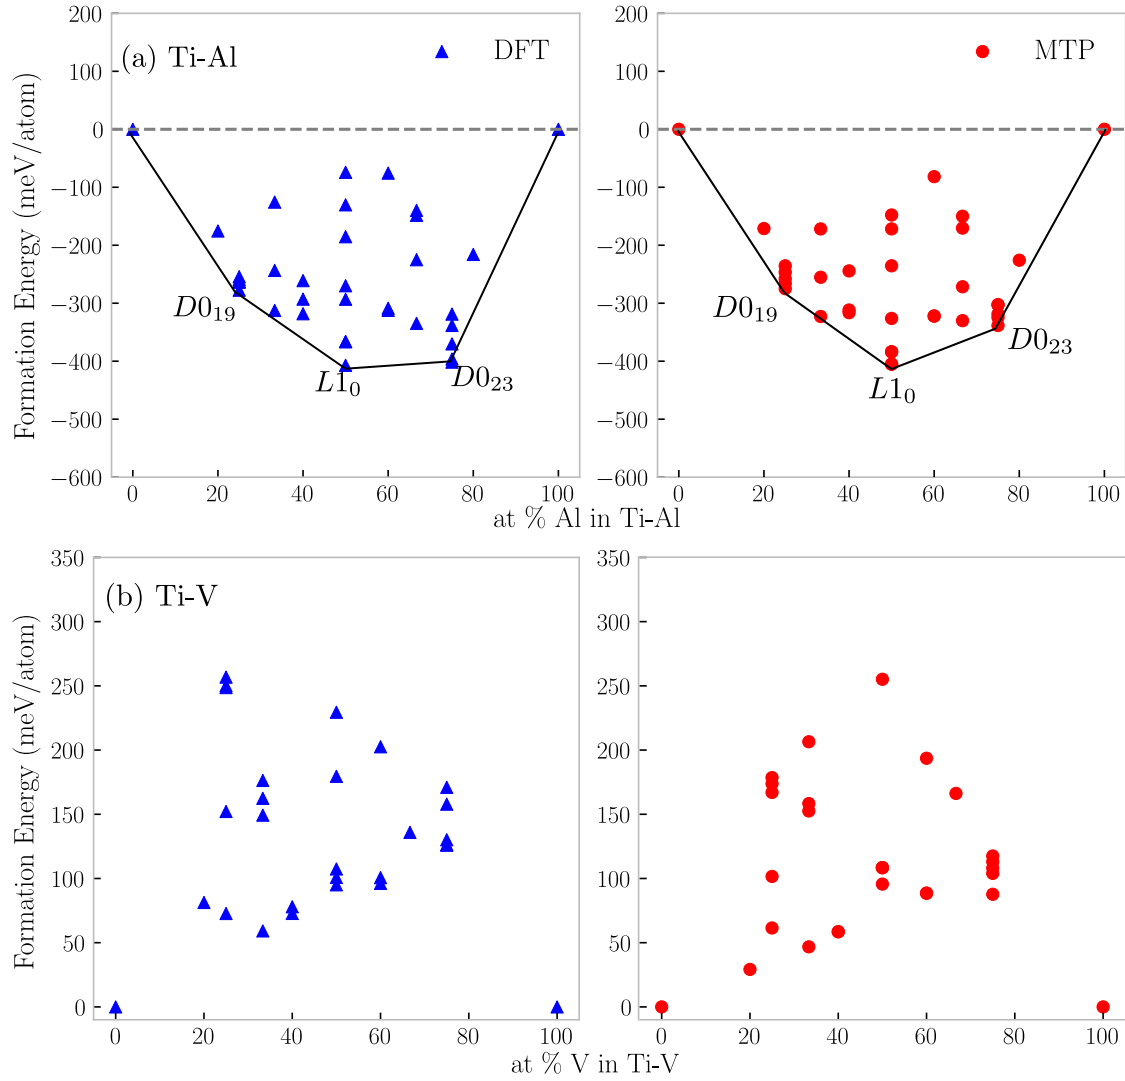 (a) Ti-Al
DFT
MTP
Formation Energy (meV/atom)
200
100
0
−100
−200
−300
−400
−500
−600
0 20 40 60 80 100
D0₁₉
L1₀
D0₂₃
200
100
0
−100
−200
−300
−400
−500
−600
0 20 40 60 80 100
D0₁₉
L1₀
D0₂₃
at % Al in Ti-Al
(b) Ti-V
Formation Energy (meV/atom)
350
300
250
200
150
100
50
0
0 20 40 60 80 100
350
300
250
200
150
100
50
0
0 20 40 60 80 100
at % V in Ti-V